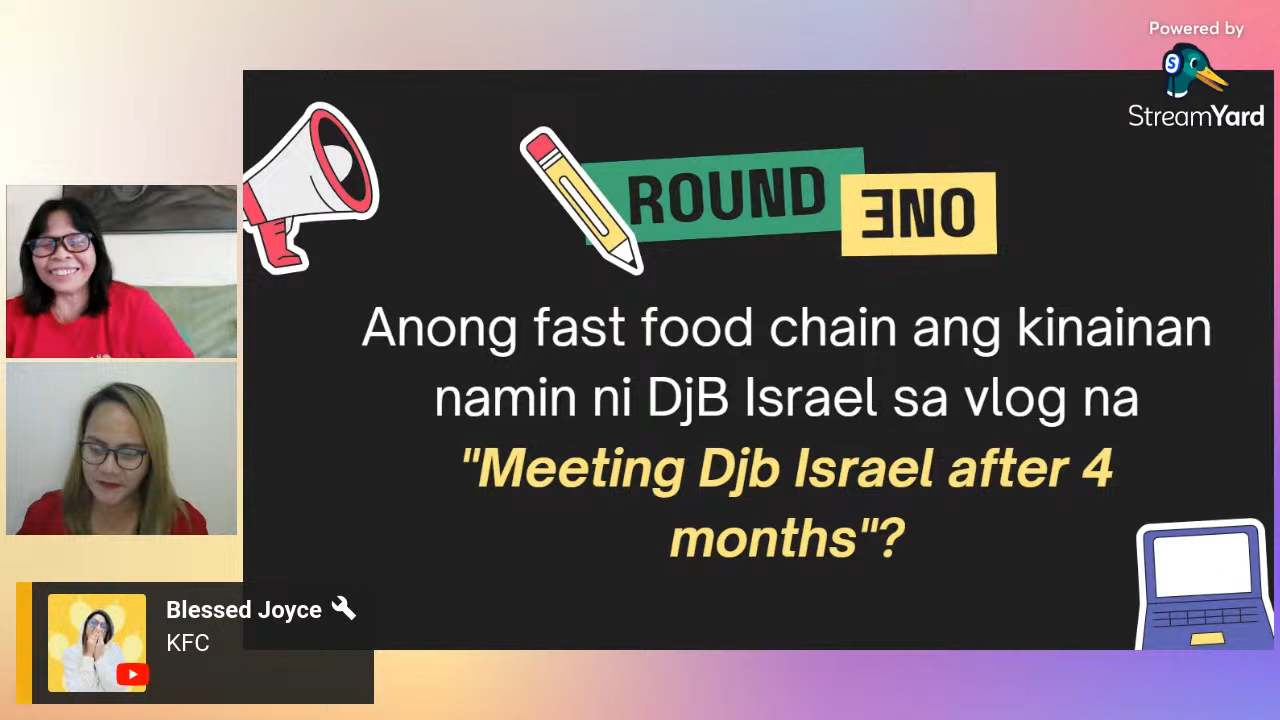 Powered by
S
StreamYard
ROUND
ONE
Anong fast food chain ang kinainan
namin ni DjB Israel sa vlog na
"Meeting Djb Israel after 4
months"?
Blessed Joyce
KFC